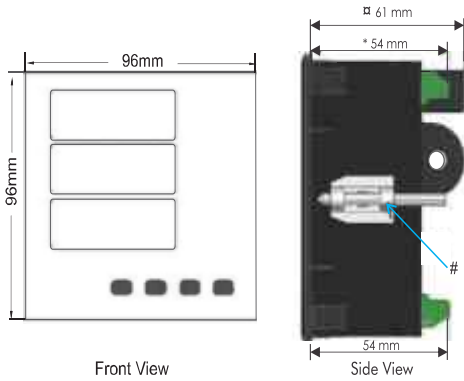 ¤ 61 mm
* 54 mm
96mm
96mm
#
54 mm
Front View
Side View